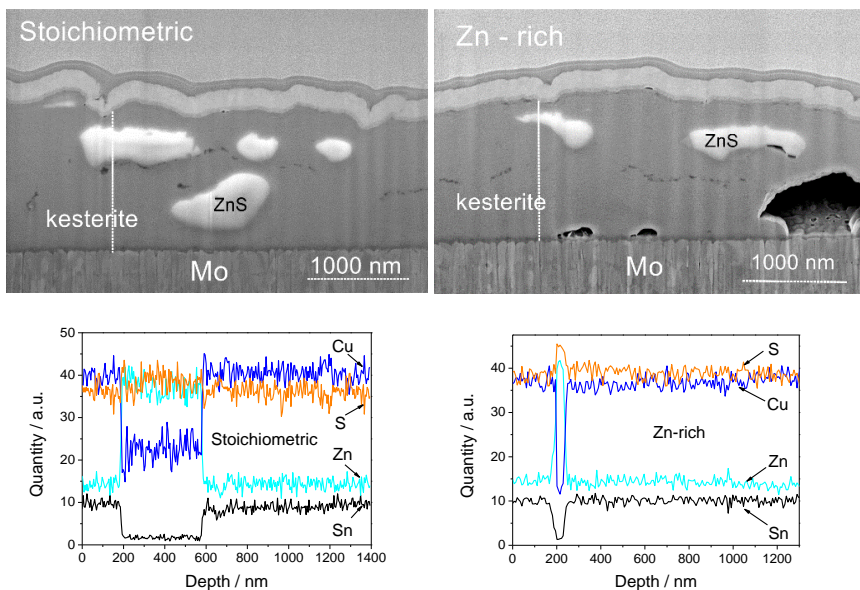 Stoichiometric
ZnS
kesterite
Mo
1000 nm
Zn - rich
ZnS
kesterite
Mo
1000 nm
50
40
30
20
10
0
Quantity / a.u.
Cu
S
Stoichiometric
Zn
Sn
0 200 400 600 800 1000 1200 1400
Depth / nm
50
40
30
20
10
0
Quantity / a.u.
S
Cu
Zn-rich
Zn
Sn
0 200 400 600 800 1000 1200
Depth / nm